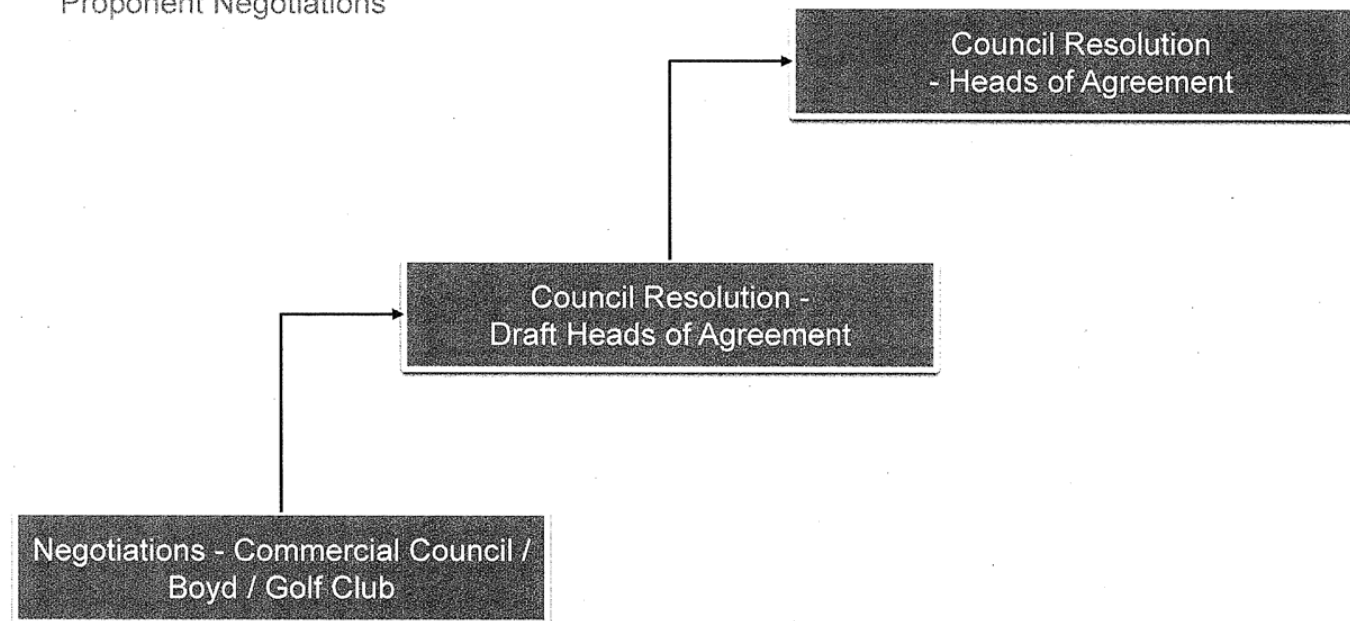 Proponent Negotiations
Council Resolution
- Heads of Agreement
Council Resolution -
Draft Heads of Agreement
Negotiations - Commercial Council /
Boyd / Golf Club